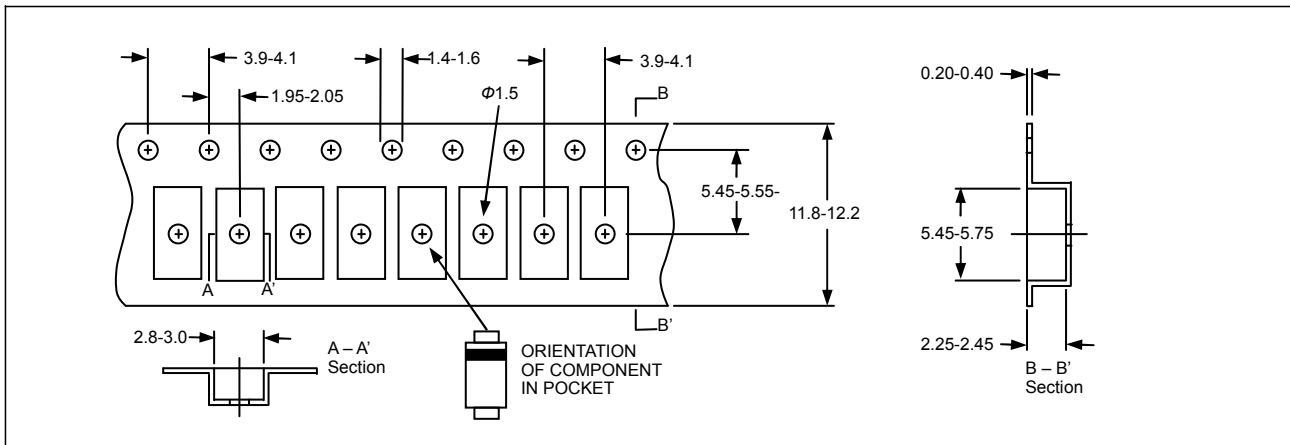 3.9-4.1
1.4-1.6
3.9-4.1
0.20-0.40
1.95-2.05
Φ1.5
B
5.45-5.55-
11.8-12.2
5.45-5.75
A
A'
B'
2.8-3.0
A – A'
Section
ORIENTATION
OF COMPONENT
IN POCKET
2.25-2.45
B – B'
Section